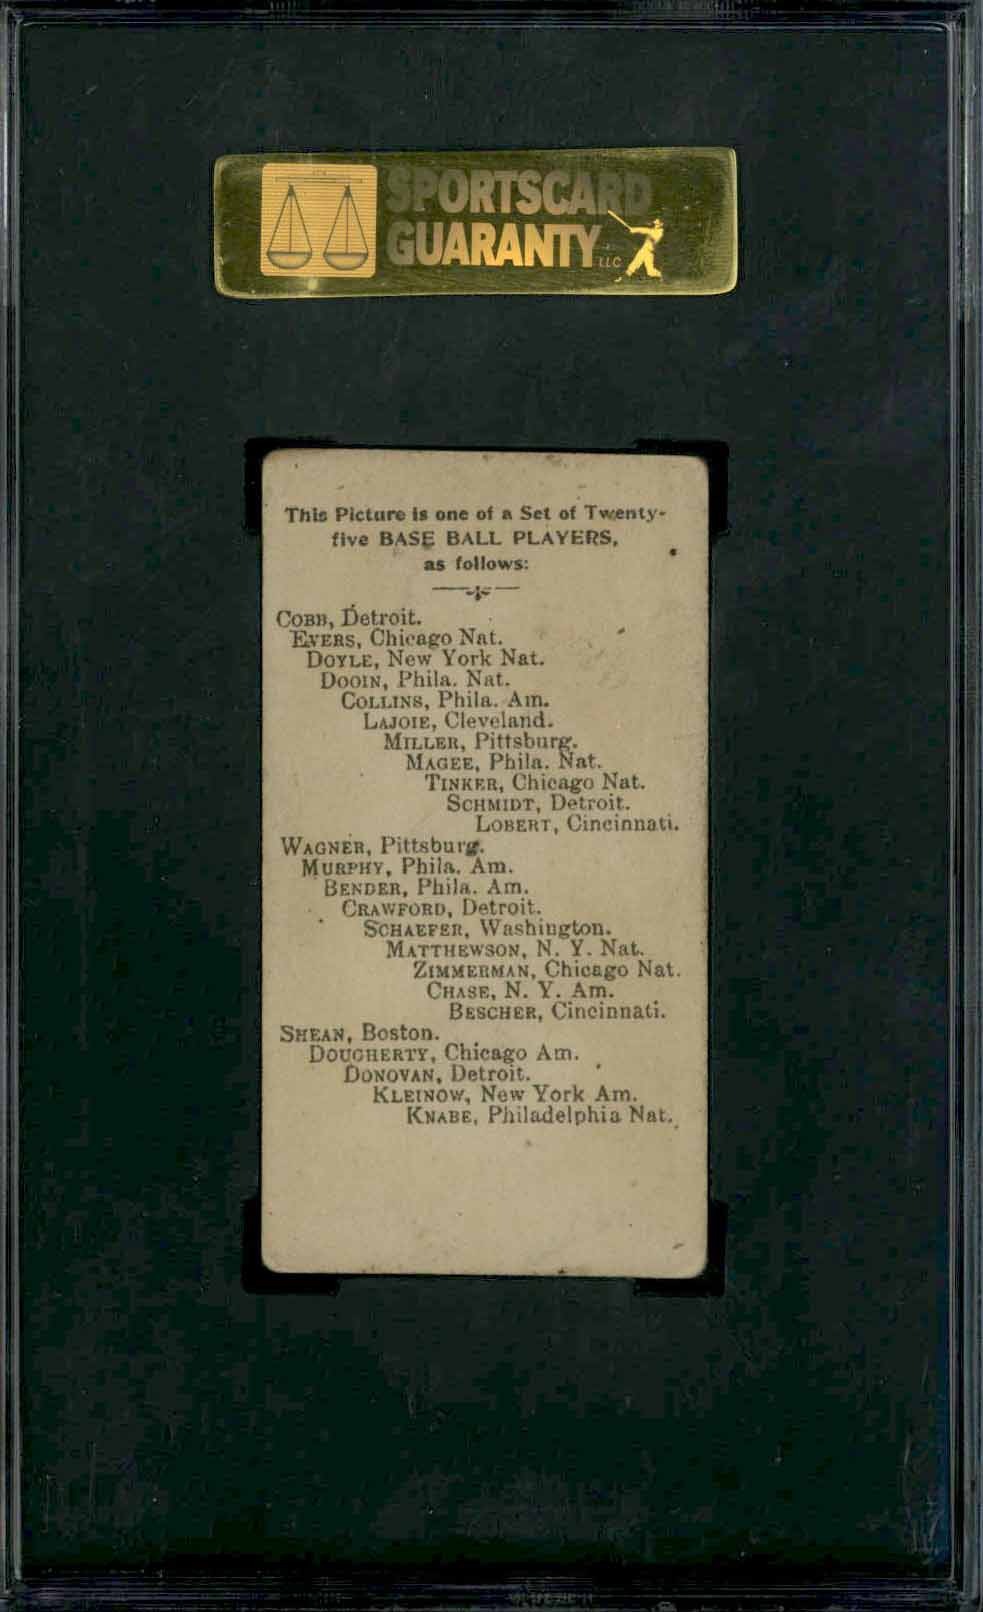 SPORTSCARD
GUARANTY LLC
This Picture is one of a Set of Twenty-
five BASE BALL PLAYERS,
as follows:
COBB, Detroit.
EVERS, Chicago Nat.
DOYLE, New York Nat.
DOOIN, Phila. Nat.
COLLINS, Phila. Am.
LAJOIE, Cleveland.
MILLER, Pittsburg.
MAGEE, Phila. Nat.
TINKER, Chicago Nat.
SCHMIDT, Detroit.
LOBERT, Cincinnati.
WAGNER, Pittsburg.
MURPHY, Phila. Am.
BENDER, Phila. Am.
CRAWFORD, Detroit.
SCHAEFER, Washington.
MATTHEWSON, N. Y. Nat.
ZIMMERMAN, Chicago Nat.
CHASE, N. Y. Am.
BESCHER, Cincinnati.
SHEAN, Boston.
DOUGHERTY, Chicago Am.
DONOVAN, Detroit.
KLEINOW, New York Am.
KNABE, Philadelphia Nat.